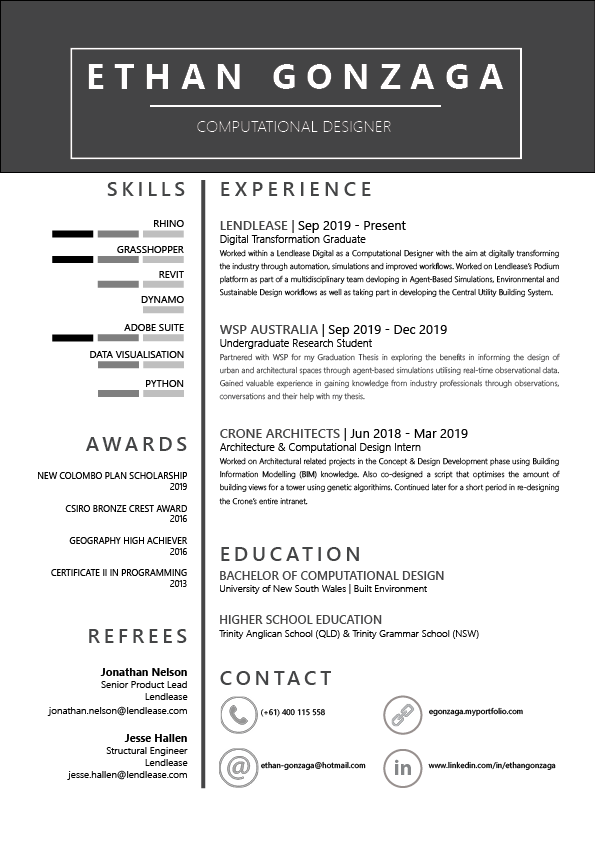 ETHAN GONZAGA
COMPUTATIONAL DESIGNER
SKILLS
RHINO
GRASSHOPPER
REVIT
DYNAMO
ADOBE SUITE
DATA VISUALISATION
PYTHON
AWARDS
NEW COLOMBO PLAN SCHOLARSHIP
2019
CSIRO BRONZE CREST AWARD
2016
GEOGRAPHY HIGH ACHIEVER
2016
CERTIFICATE II IN PROGRAMMING
2013
REFREES
Jonathan Nelson
Senior Product Lead
Lendlease
jonathan.nelson@lendlease.com
Jesse Hallen
Structural Engineer
Lendlease
jesse.hallen@lendlease.com
EXPERIENCE
LENDLEASE | Sep 2019 - Present
Digital Transformation Graduate
Worked within a Lendlease Digital as a Computational Designer with the aim at digitally transforming
the industry through automation, simulations and improved workflows. Worked on Lendlease's Podium
platform as part of a multidisciplinary team devloping in Agent-Based Simulations, Environmental and
Sustainable Design workflows as well as taking part in developing the Central Utility Building System.
WSP AUSTRALIA | Sep 2019 - Dec 2019
Undergraduate Research Student
Partnered with WSP for my Graduation Thesis in exploring the benefits in informing the design of
urban and architectural spaces through agent-based simulations utilising real-time observational data.
Gained valuable experience in gaining knowledge from industry professionals through observations,
conversations and their help with my thesis.
CRONE ARCHITECTS | Jun 2018 - Mar 2019
Architecture & Computational Design Intern
Worked on Architectural related projects in the Concept & Design Development phase using Building
Information Modelling (BIM) knowledge. Also co-designed a script that optimises the amount of
building views for a tower using genetic algorithims. Continued later for a short period in re-designing
the Crone's entire intranet.
EDUCATION
BACHELOR OF COMPUTATIONAL DESIGN
University of New South Wales | Built Environment
HIGHER SCHOOL EDUCATION
Trinity Anglican School (QLD) & Trinity Grammar School (NSW)
CONTACT
(+61) 400 115 558
egonzaga.myportfolio.com
@
ethan-gonzaga@hotmail.com
in
www.linkedin.com/in/ethangonzaga